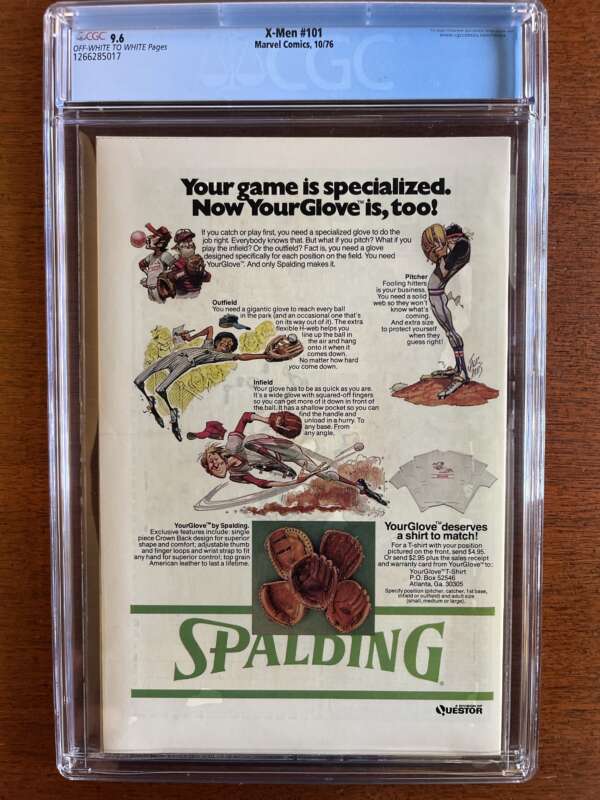 CGC 9.6
OFF-WHITE TO WHITE Pages
1266285017
X-Men #101
Marvel Comics, 10/76
CGC
Your game is specialized.
Now YourGlove™ is, too!
If you catch or play first, you need a specialized glove to do the
job right. Everybody knows that. But what if you pitch? What if you
play the infield? Or the outfield? Fact is, you need a glove
designed specifically for each position on the field. You need
YourGlove™. And only Spalding makes it.
Pitcher
Fooling hitters
is your business.
You need a solid
web so they won't
know what's
coming.
And extra size
to protect yourself
when they
guess right!
Outfield
You need a gigantic glove to reach every ball
in the park (and an occasional one that's
on its way out of it). The extra
flexible H-web helps you
line up the ball in
the air and hang
onto it when it
comes down.
No matter how hard
you come down.
Infield
Your glove has to be as quick as you are.
It's a wide glove with squared-off fingers
so you can get more of it down in front of
the ball. It has a shallow pocket so you can
find the handle and
unload in a hurry. To
any base. From
any angle.
YourGlove™ by Spalding.
Exclusive features include: single
piece Crown Back design for superior
shape and comfort, adjustable thumb
and finger loops and wrist strap to fit
any hand for superior control; top grain
American leather to last a lifetime.
YourGlove™ deserves
a shirt to match!
For a T-shirt with your position
pictured on the front, send $4.95.
Or send $2.95 plus the sales receipt
and warranty card from YourGlove™ to:
YourGlove™ T-Shirt
P.O. Box 52546
Atlanta, Ga. 30305
Specify position (pitcher, catcher, 1st base,
infield or outfield) and adult size
(small, medium or large).
SPALDING
A DIVISION OF
QUESTOR